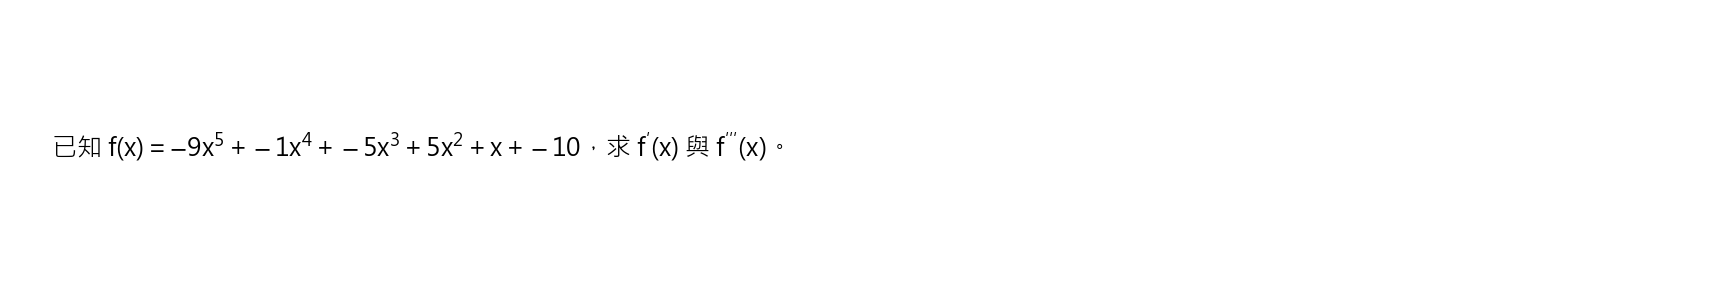 已知 f(x) = −9x⁵ + −1x⁴ + −5x³ + 5x² + x + −10，求 f′(x) 與 f′′′(x)。